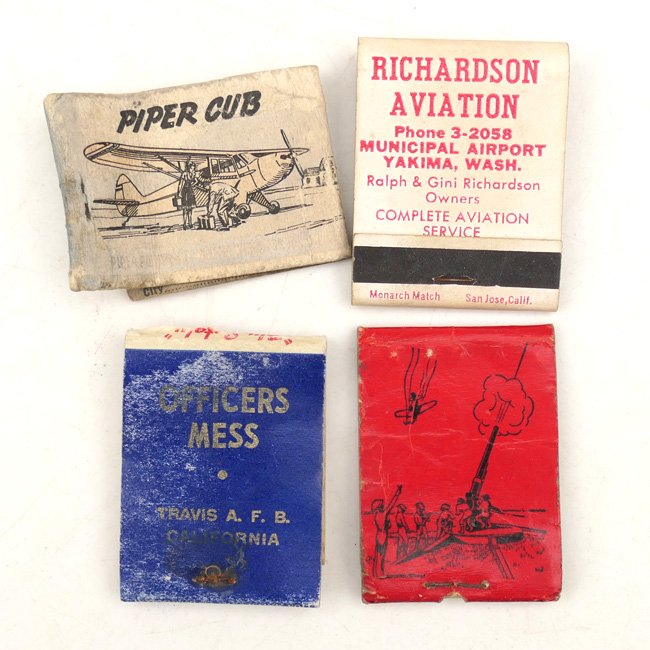 PIPER CUB
CITY
RICHARDSON
AVIATION
Phone 3-2058
MUNICIPAL AIRPORT
YAKIMA, WASH.
Ralph & Gini Richardson
Owners
COMPLETE AVIATION
SERVICE
Monarch Match San Jose, Calif.
OFFICERS
MESS
TRAVIS A. F. B.
CALIFORNIA